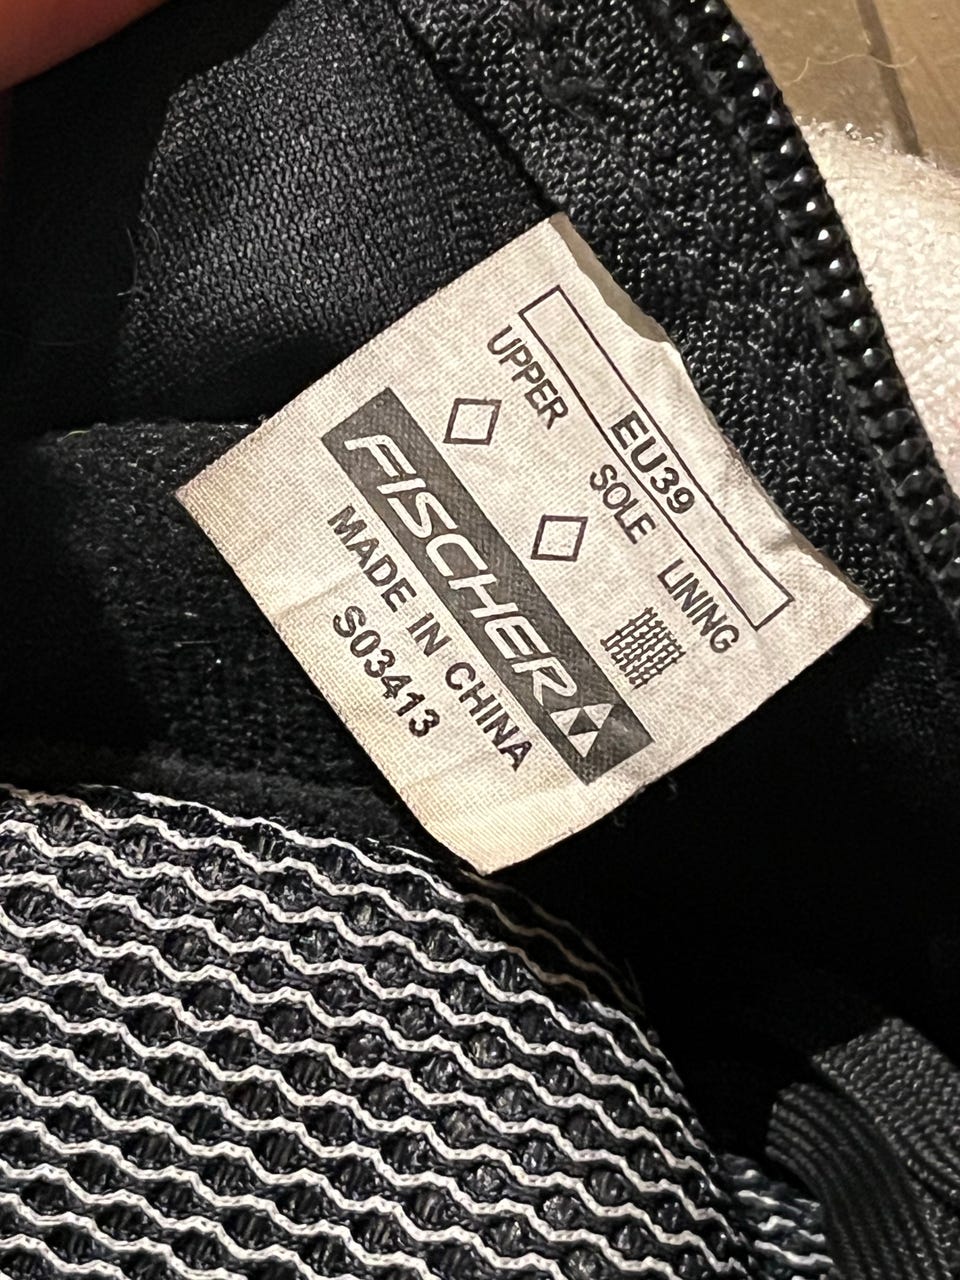 EU39
UPPER SOLE LINING
FISCHER
MADE IN CHINA
S03413